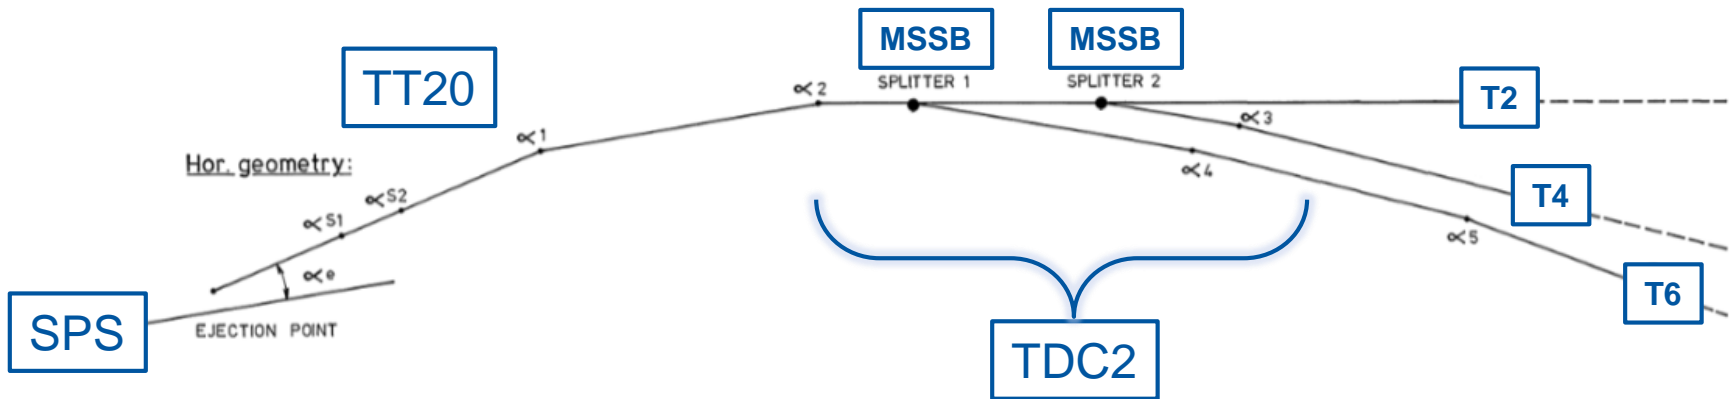 MSSB
MSSB
TT20
SPLITTER 1
SPLITTER 2
∝2
T2
∝3
∝1
Hor. geometry:
∝4
∝S2
T4
∝S1
∝5
∝e
T6
SPS
EJECTION POINT
TDC2